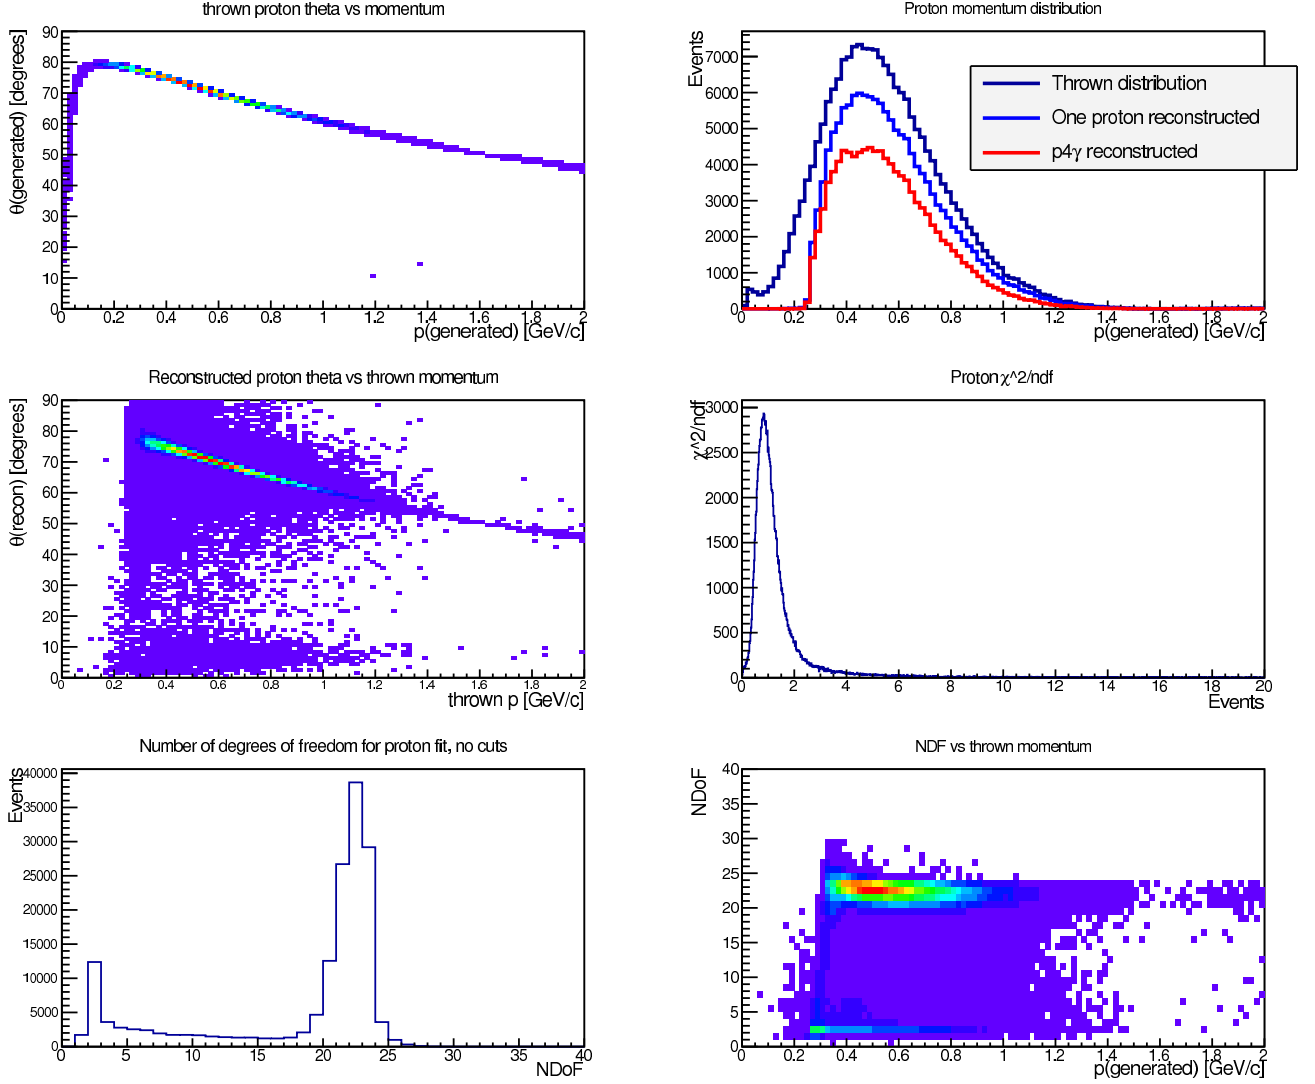 thrown proton theta vs momentum
θ(generated) [degrees]
90
80
70
60
50
40
30
20
10
0
0 0.2 0.4 0.6 0.8 1 1.2 1.4 1.6 1.8 2
p(generated) [GeV/c]
Proton momentum distribution
Events
7000
6000
5000
4000
3000
2000
1000
0
Thrown distribution
One proton reconstructed
p4γ reconstructed
0 0.2 0.4 0.6 0.8 1 1.2 1.4 1.6 1.8 2
p(generated) [GeV/c]
Reconstructed proton theta vs thrown momentum
θ(recon) [degrees]
90
80
70
60
50
40
30
20
10
0
0 0.2 0.4 0.6 0.8 1 1.2 1.4 1.6 1.8 2
thrown p [GeV/c]
Proton χ^2/ndf
χ^2/ndf
3000
2500
2000
1500
1000
500
0
0 2 4 6 8 10 12 14 16 18 20
Events
Number of degrees of freedom for proton fit, no cuts
Events
40000
35000
30000
25000
20000
15000
10000
5000
0
0 5 10 15 20 25 30 35 40
NDoF
NDF vs thrown momentum
NDoF
40
35
30
25
20
15
10
5
0
0 0.2 0.4 0.6 0.8 1 1.2 1.4 1.6 1.8 2
p(generated) [GeV/c]